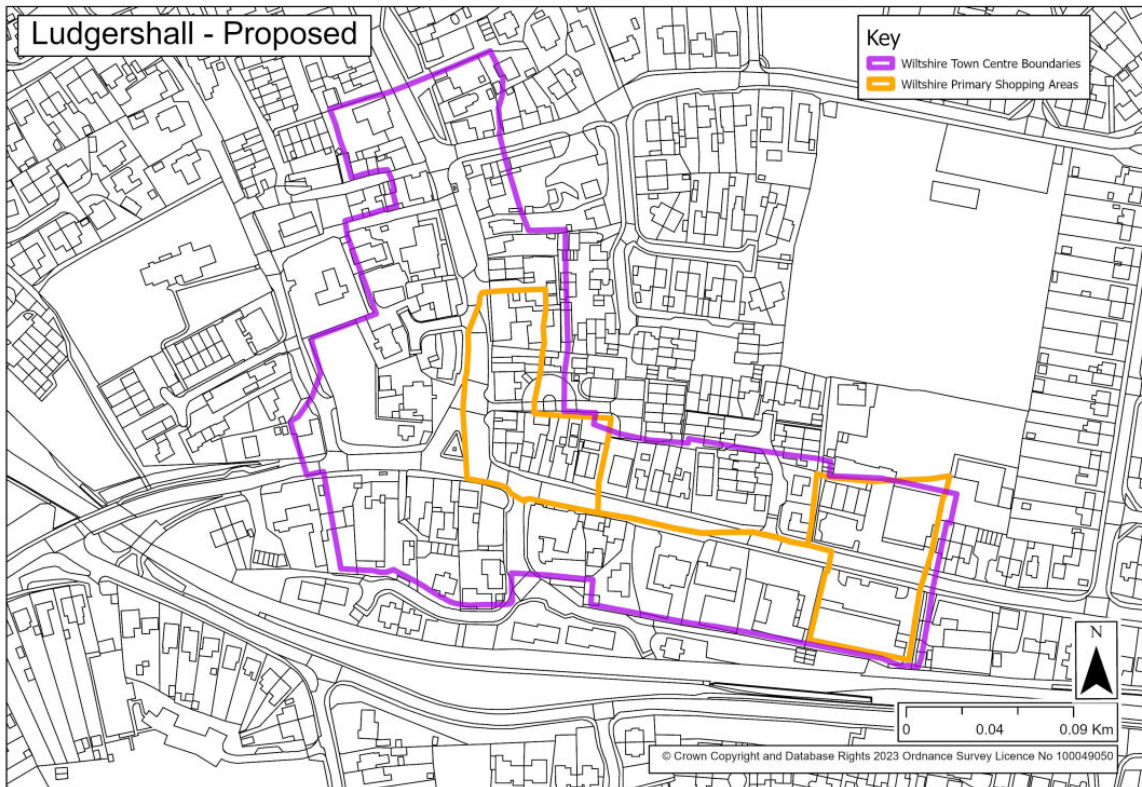 Ludgershall - Proposed
Key
Wiltshire Town Centre Boundaries
Wiltshire Primary Shopping Areas
N
0 0.04 0.09 Km
© Crown Copyright and Database Rights 2023 Ordnance Survey Licence No 100049050